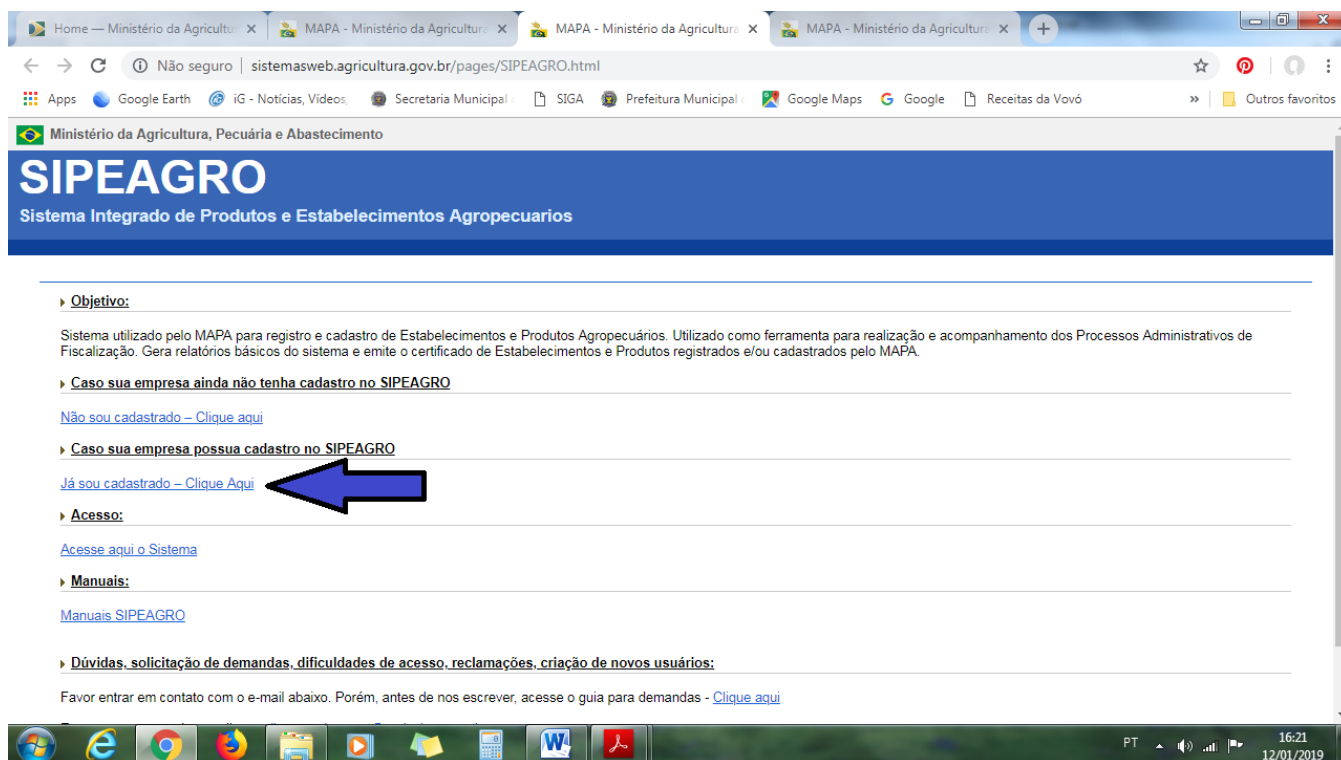 Home — Ministério da Agricultur
MAPA - Ministério da Agricultura
MAPA - Ministério da Agricultura
MAPA - Ministério da Agricultura
Não seguro | sistemasweb.agricultura.gov.br/pages/SIPEAGRO.html
Apps Google Earth iG - Notícias, Vídeos, Secretaria Municipal SIGA Prefeitura Municipal Google Maps Google Receitas da Vovó » Outros favoritos
Ministério da Agricultura, Pecuária e Abastecimento
SIPEAGRO
Sistema Integrado de Produtos e Estabelecimentos Agropecuarios
Objetivo:
Sistema utilizado pelo MAPA para registro e cadastro de Estabelecimentos e Produtos Agropecuários. Utilizado como ferramenta para realização e acompanhamento dos Processos Administrativos de
Fiscalização. Gera relatórios básicos do sistema e emite o certificado de Estabelecimentos e Produtos registrados e/ou cadastrados pelo MAPA.
Caso sua empresa ainda não tenha cadastro no SIPEAGRO
Não sou cadastrado – Clique aqui
Caso sua empresa possua cadastro no SIPEAGRO
Já sou cadastrado – Clique Aqui
Acesso:
Acesse aqui o Sistema
Manuais:
Manuais SIPEAGRO
Dúvidas, solicitação de demandas, dificuldades de acesso, reclamações, criação de novos usuários:
Favor entrar em contato com o e-mail abaixo. Porém, antes de nos escrever, acesse o guia para demandas - Clique aqui
PT 16:21
12/01/2019